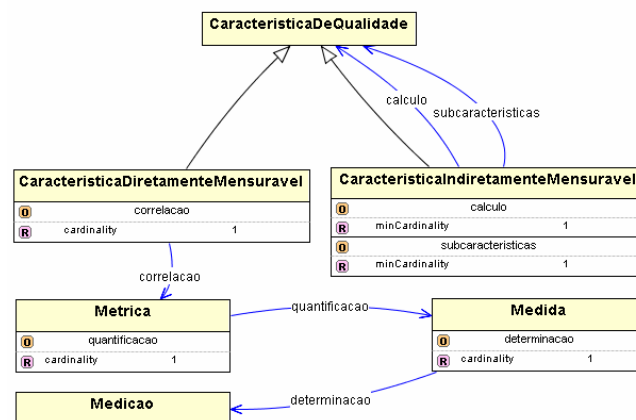 CaracteristicaDeQualidade
calculo
subcaracteristicas
CaracteristicaDiretamenteMensuravel
O correlacao
R cardinality 1
CaracteristicaIndiretamenteMensuravel
O calculo
R minCardinality 1
O subcaracteristicas
R minCardinality 1
correlacão
Metrica
O quantificacao
R cardinality 1
quantificacao
Medida
O determinacao
R cardinality 1
Medicao
determinacao